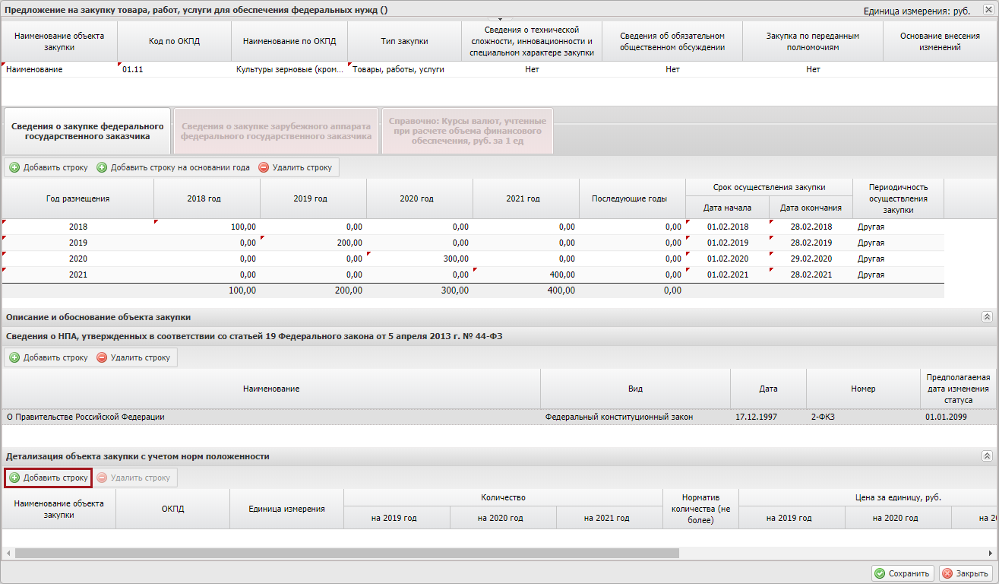 Предложение на закупку товара, работ, услуги для обеспечения федеральных нужд ()
Единица измерения: руб.
Наименование объекта закупки
Код по ОКПД
Наименование по ОКПД
Тип закупки
Сведения о технической сложности, инновационности и специальном характере закупки
Сведения об обязательном общественном обсуждении
Закупка по переданным полномочиям
Основание внесения изменений
Наименование 01.11 Культуры зерновые (кром... Товары, работы, услуги Нет Нет Нет
Сведения о закупке федерального государственного заказчика
Сведения о закупке зарубежного аппарата федерального государственного заказчика
Справочно: Курсы валют, учтенные при расчете объема финансового обеспечения, руб. за 1 ед
Добавить строку Добавить строку на основании года Удалить строку
Год размещения 2018 год 2019 год 2020 год 2021 год Последующие годы
Срок осуществления закупки
Дата начала Дата окончания
Периодичность осуществления закупки
2018 100,00 0,00 0,00 0,00 0,00 01.02.2018 28.02.2018 Другая
2019 0,00 200,00 0,00 0,00 0,00 01.02.2019 28.02.2019 Другая
2020 0,00 0,00 300,00 0,00 0,00 01.02.2020 29.02.2020 Другая
2021 0,00 0,00 0,00 400,00 0,00 01.02.2021 28.02.2021 Другая
100,00 200,00 300,00 400,00 0,00
Описание и обоснование объекта закупки
Сведения о НПА, утвержденных в соответствии со статьей 19 Федерального закона от 5 апреля 2013 г. № 44-ФЗ
Добавить строку Удалить строку
Наименование Вид Дата Номер
Предполагаемая дата изменения статуса
О Правительстве Российской Федерации Федеральный конституционный закон 17.12.1997 2-ФКЗ 01.01.2099
Детализация объекта закупки с учетом норм положенности
Добавить строку Удалить строку
Наименование объекта закупки
ОКПД
Единица измерения
Количество
на 2019 год на 2020 год на 2021 год
Норматив количества (не более)
Цена за единицу, руб.
на 2019 год на 2020 год на 20
Сохранить Закрыть